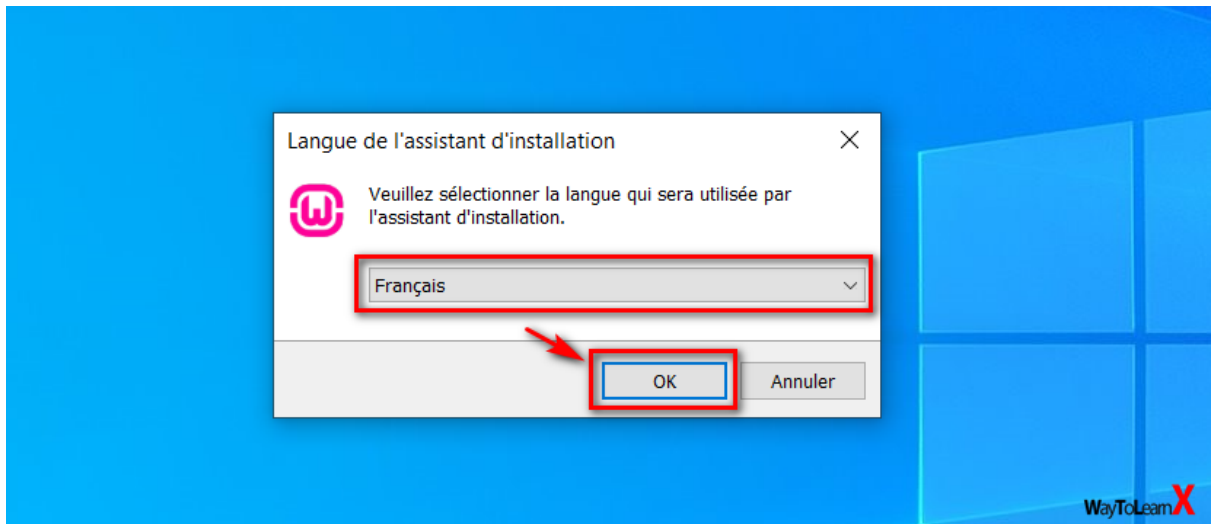 Langue de l'assistant d'installation
Veuillez sélectionner la langue qui sera utilisée par
l'assistant d'installation.
Français
OK
Annuler
WayToLearnX